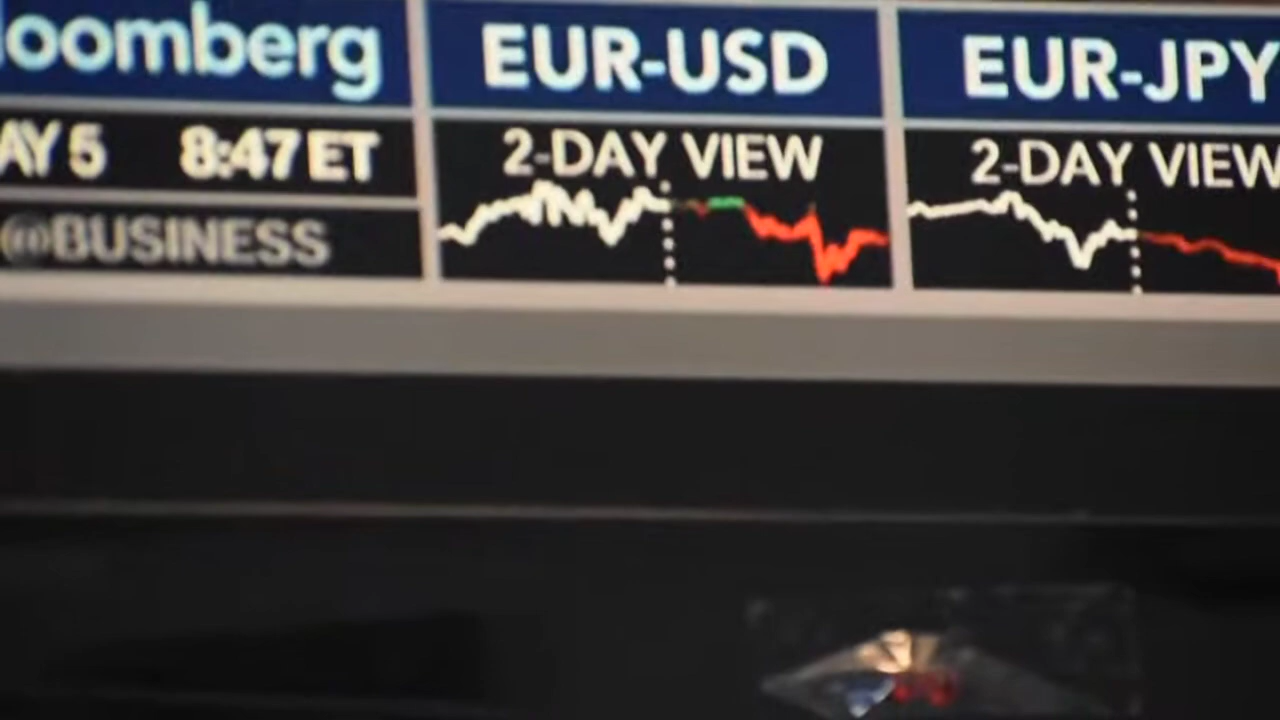 loomberg
AY 5 8:47 ET
@BUSINESS
EUR-USD
2-DAY VIEW
EUR-JPY
2-DAY VIEW